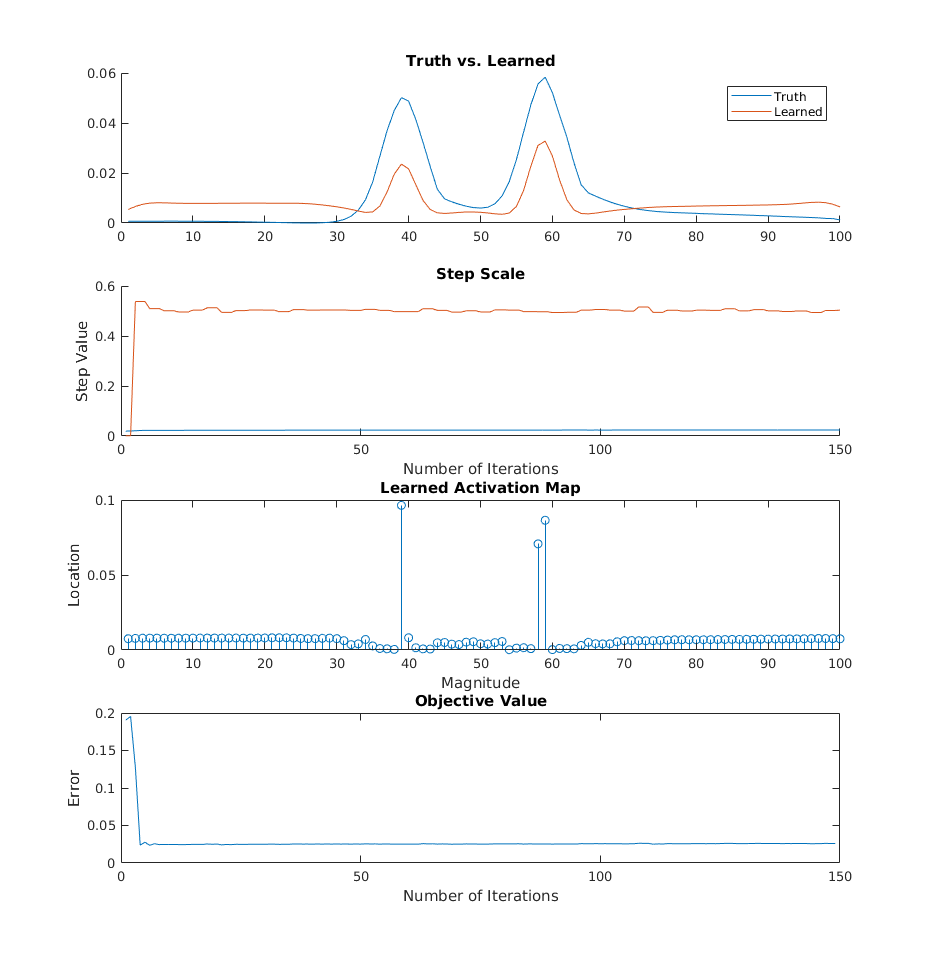 Truth vs. Learned
0.06
0.04
0.02
0
Truth
Learned
0 10 20 30 40 50 60 70 80 90 100
Step Scale
Step Value
0.6
0.4
0.2
0
0 50 100 150
Number of Iterations
Learned Activation Map
Location
0.1
0.05
0
0 10 20 30 40 50 60 70 80 90 100
Magnitude
Objective Value
Error
0.2
0.15
0.1
0.05
0
0 50 100 150
Number of Iterations